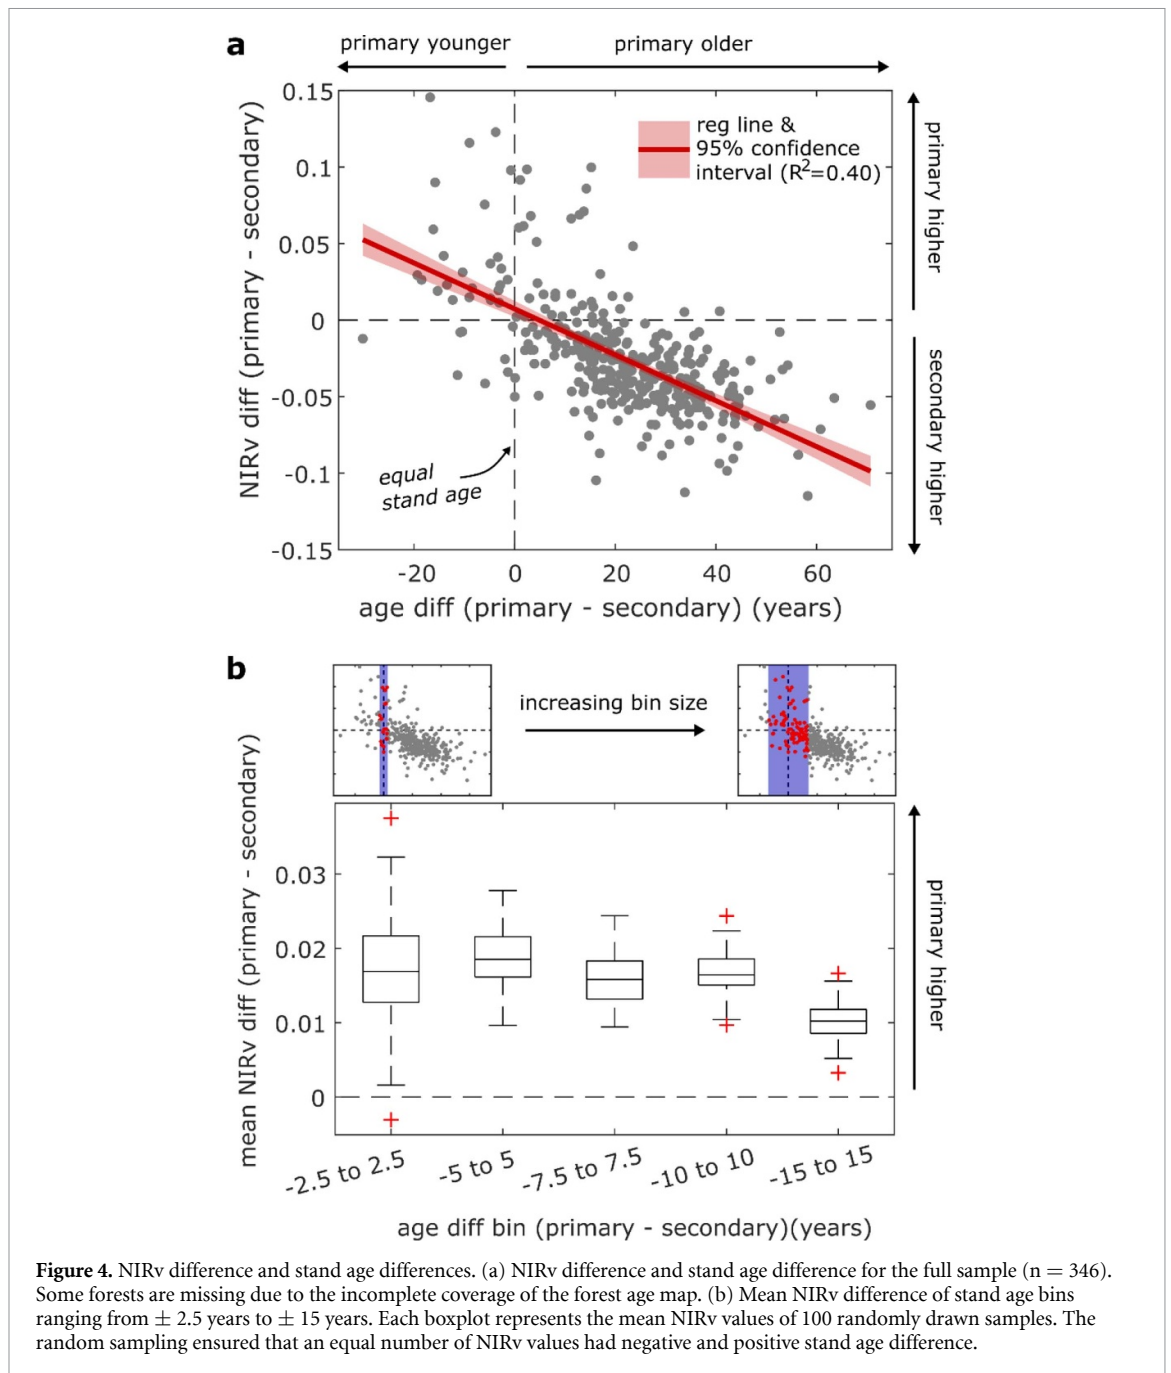 a
primary younger
primary older
NIRv diff (primary - secondary)
0.15
0.1
0.05
0
-0.05
-0.1
-0.15
reg line &
95% confidence
interval (R²=0.40)
equal
stand age
primary higher
secondary higher
-20
0
20
40
60
age diff (primary - secondary) (years)
b
increasing bin size
mean NIRv diff (primary - secondary)
0.03
0.02
0.01
0
primary higher
-2.5 to 2.5
-5 to 5
-7.5 to 7.5
-10 to 10
-15 to 15
age diff bin (primary - secondary)(years)
Figure 4. NIRv difference and stand age differences. (a) NIRv difference and stand age difference for the full sample (n = 346).
Some forests are missing due to the incomplete coverage of the forest age map. (b) Mean NIRv difference of stand age bins
ranging from ± 2.5 years to ± 15 years. Each boxplot represents the mean NIRv values of 100 randomly drawn samples. The
random sampling ensured that an equal number of NIRv values had negative and positive stand age difference.